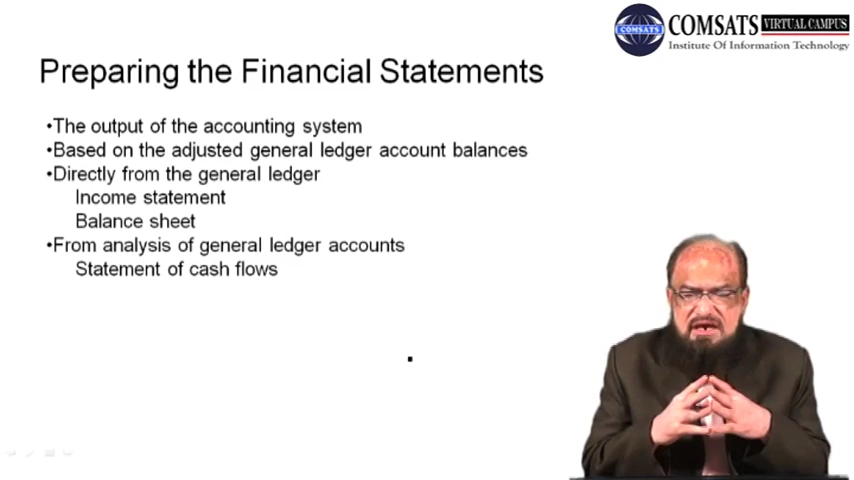 COMSATS VIRTUAL CAMPUS
COMSATS
Institute Of Information Technology
Preparing the Financial Statements
•The output of the accounting system
•Based on the adjusted general ledger account balances
•Directly from the general ledger
Income statement
Balance sheet
•From analysis of general ledger accounts
Statement of cash flows